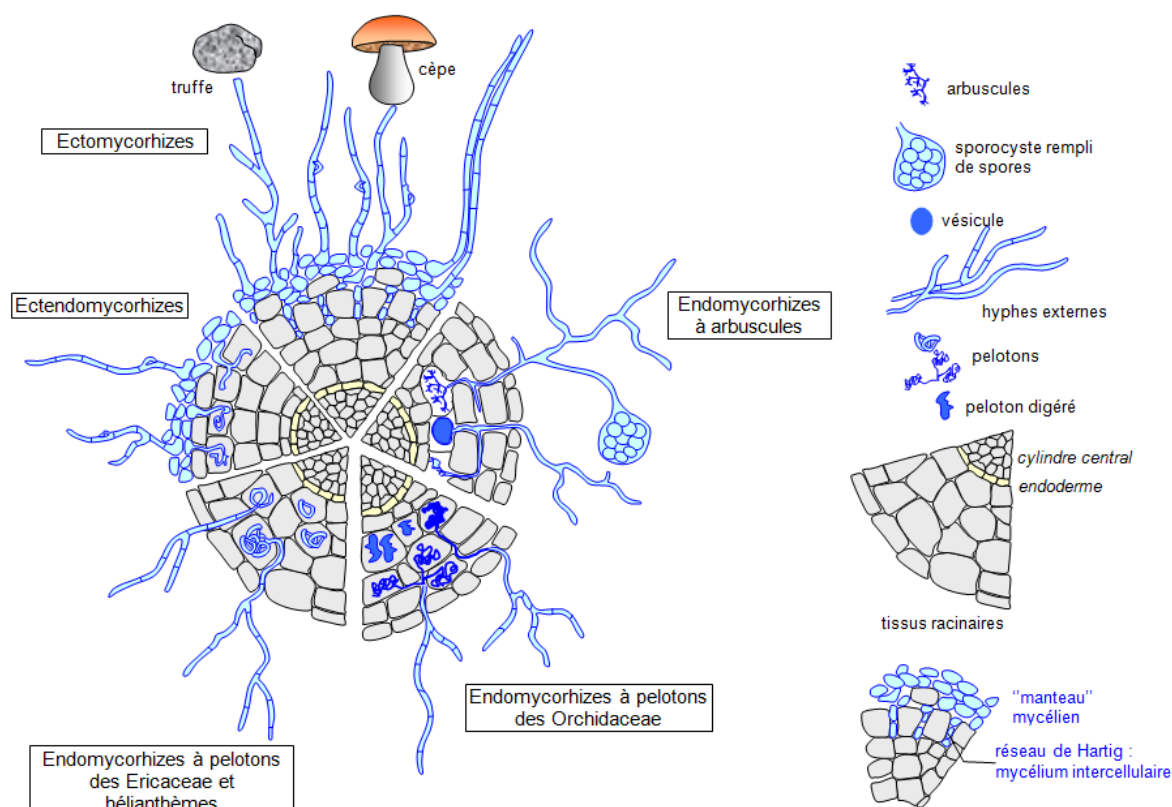 truffe
cèpe
Ectomycorhizes
Ectendomycorhizes
Endomycorhizes
à arbuscules
Endomycorhizes à pelotons
des Orchidaceae
Endomycorhizes à pelotons
des Ericaceae et
hélianthèmes
arbuscules
sporocyste rempli
de spores
vésicule
hyphes externes
pelotons
peloton digéré
cylindre central
endoderme
tissus racinaires
"manteau"
mycélien
réseau de Hartig :
mycélium intercellulaire